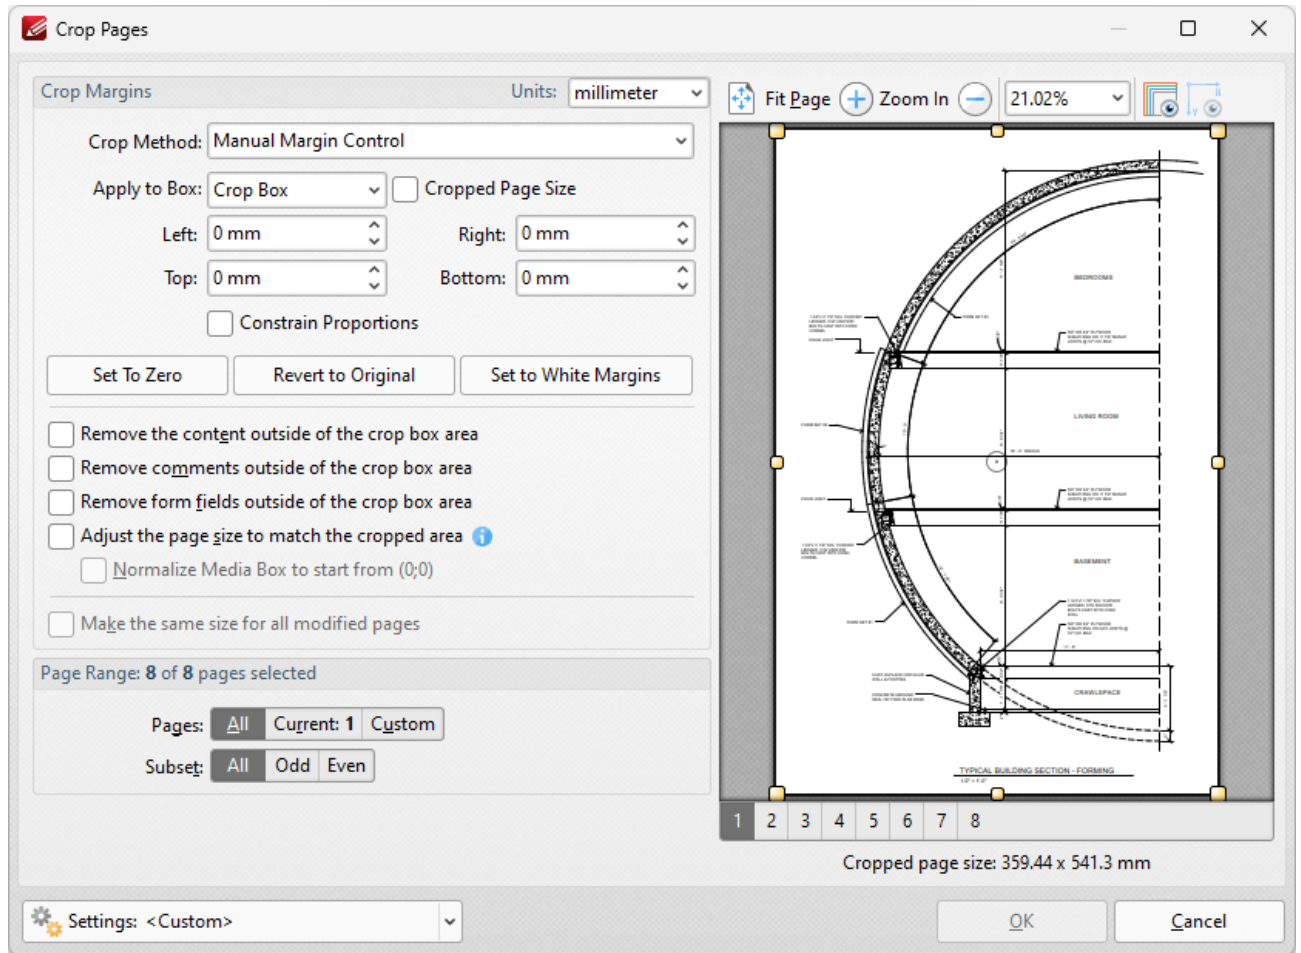 Crop Pages
Crop Margins
Units: millimeter
Crop Method: Manual Margin Control
Apply to Box: Crop Box
Cropped Page Size
Left: 0 mm
Right: 0 mm
Top: 0 mm
Bottom: 0 mm
Constrain Proportions
Set To Zero
Revert to Original
Set to White Margins
Remove the content outside of the crop box area
Remove comments outside of the crop box area
Remove form fields outside of the crop box area
Adjust the page size to match the cropped area
Normalize Media Box to start from (0;0)
Make the same size for all modified pages
Page Range: 8 of 8 pages selected
Pages: All Current: 1 Custom
Subset: All Odd Even
Fit Page
Zoom In
21.02%
BEDROOMS
LIVING ROOM
BASEMENT
CRAWLSPACE
TYPICAL BUILDING SECTION - FORMING
1 2 3 4 5 6 7 8
Cropped page size: 359.44 x 541.3 mm
Settings: <Custom>
OK
Cancel